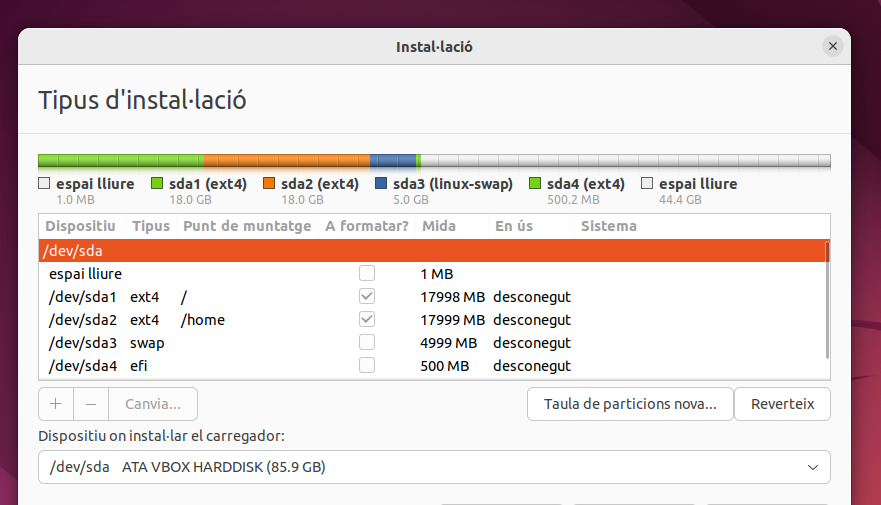 Instal·lació
Tipus d'instal·lació
espai lliure sda1 (ext4) sda2 (ext4) sda3 (linux-swap) sda4 (ext4) espai lliure
1.0 MB 18.0 GB 18.0 GB 5.0 GB 500.2 MB 44.4 GB
Dispositiu Tipus Punt de muntatge A formatar? Mida En ús Sistema
/dev/sda
espai lliure 1 MB
/dev/sda1 ext4 / 17998 MB desconegut
/dev/sda2 ext4 /home 17999 MB desconegut
/dev/sda3 swap 4999 MB desconegut
/dev/sda4 efi 500 MB desconegut
+ − Canvia... Taula de particions nova... Reverteix
Dispositiu on instal·lar el carregador:
/dev/sda ATA VBOX HARDDISK (85.9 GB)